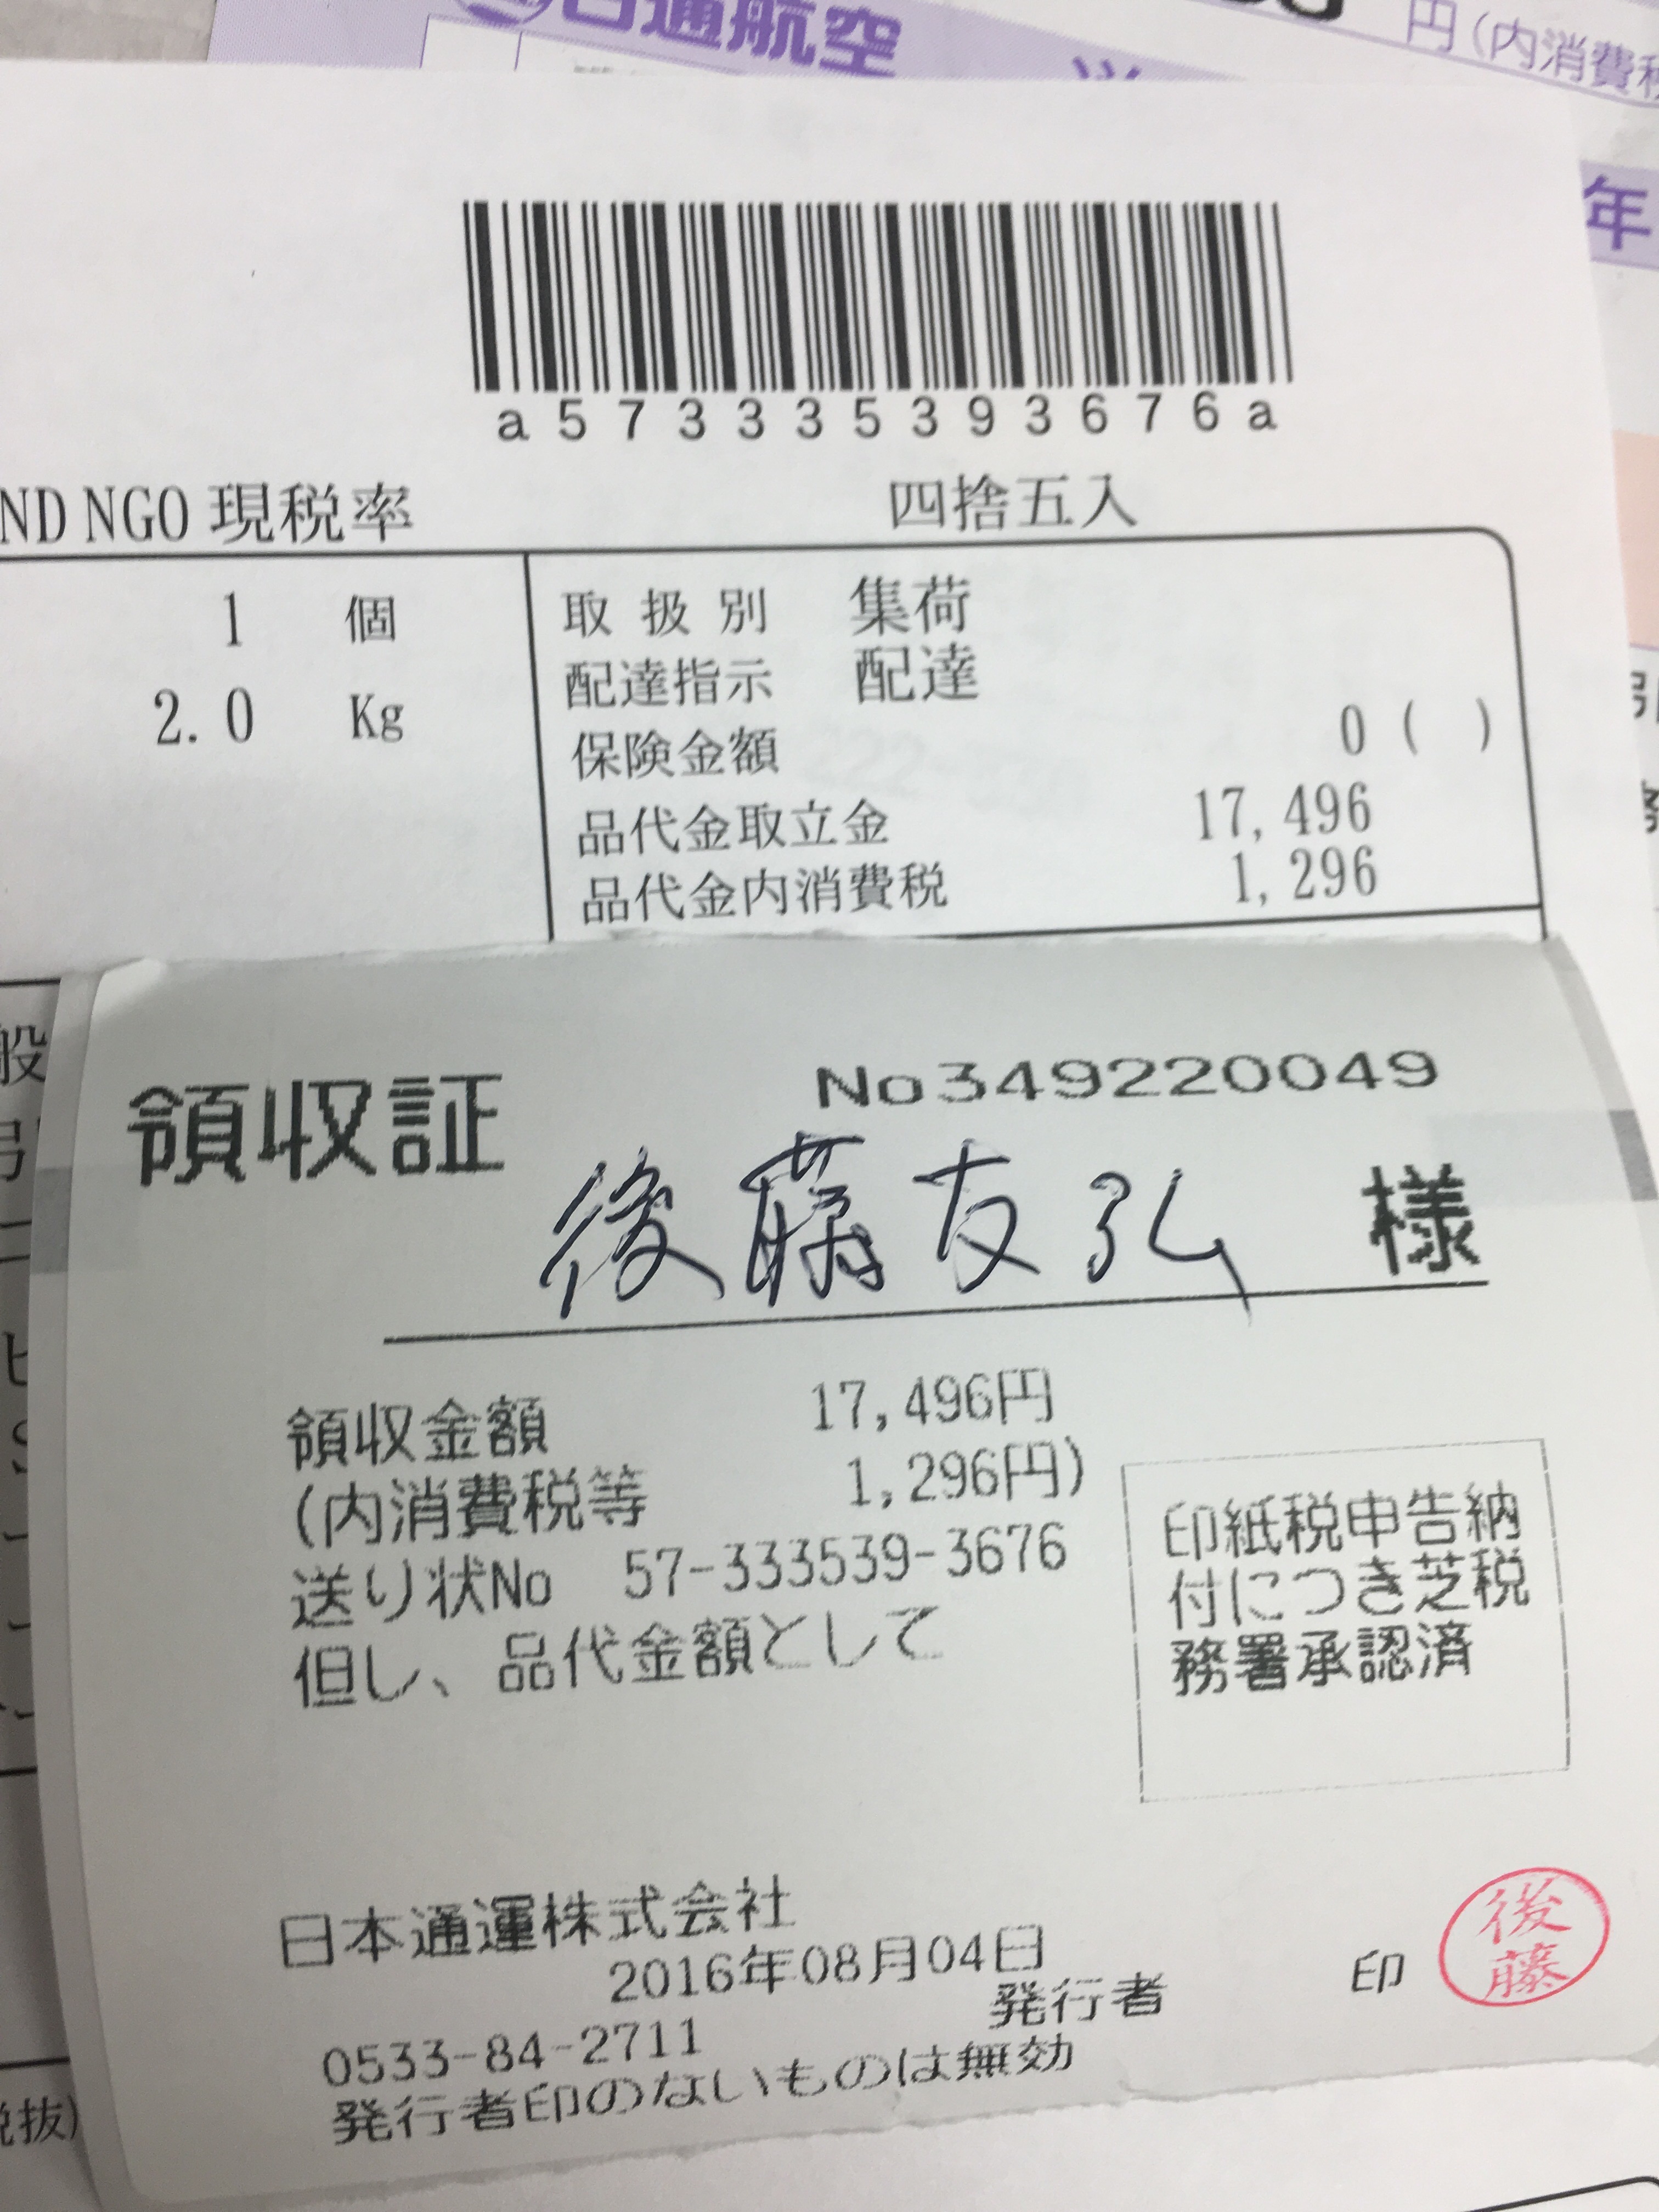 日通航空
円(内消費税
年
a573335393676a
ND NGO 現税率 四捨五入
1 個
2.0 Kg
取扱別 集荷
配達指示 配達
保険金額 0( )
品代金取立金 17,496
品代金内消費税 1,296
領収証 No349220049
後藤友弘 様
領収金額 17,496円
(内消費税等 1,296円)
送り状No 57-333539-3676
但し、品代金額として
印紙税申告納
付につき芝税
務署承認済
日本通運株式会社
2016年08月04日
発行者 印 後藤
0533-84-2711
発行者印のないものは無効
税抜)